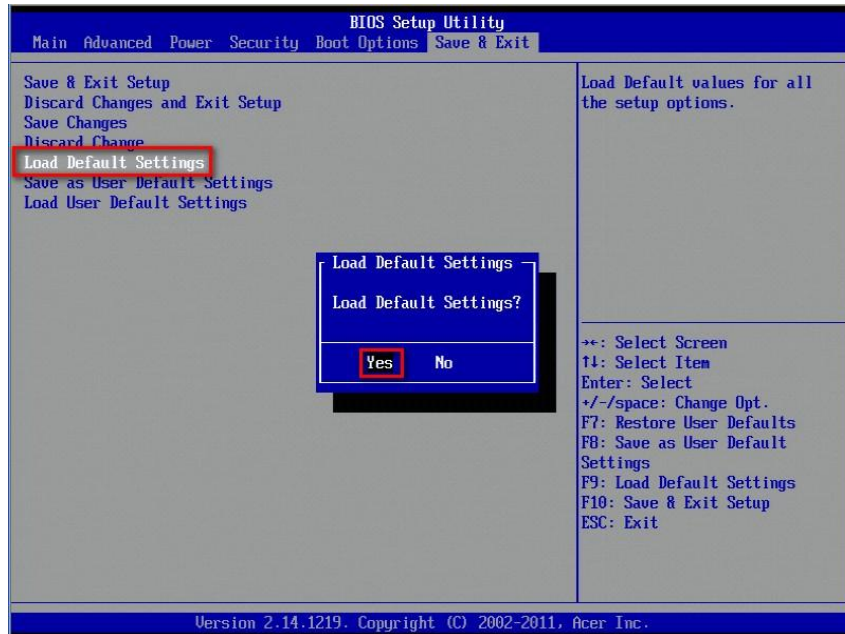 BIOS Setup Utility
Main Advanced Power Security Boot Options Save & Exit
Save & Exit Setup
Discard Changes and Exit Setup
Save Changes
Discard Change
Load Default Settings
Save as User Default Settings
Load User Default Settings
Load Default values for all
the setup options.
Load Default Settings
Load Default Settings?
Yes No
→←: Select Screen
↑↓: Select Item
Enter: Select
+/-/space: Change Opt.
F7: Restore User Defaults
F8: Save as User Default
Settings
F9: Load Default Settings
F10: Save & Exit Setup
ESC: Exit
Version 2.14.1219. Copyright (C) 2002-2011, Acer Inc.